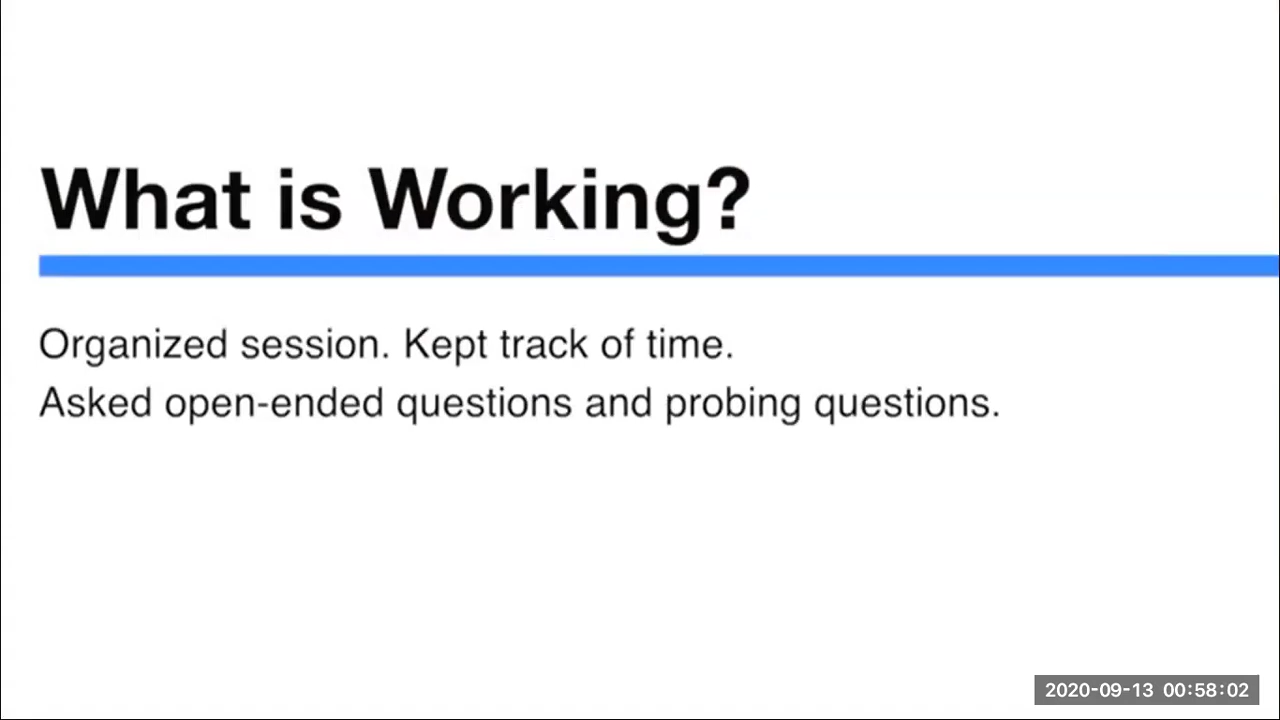 What is Working?
Organized session. Kept track of time.
Asked open-ended questions and probing questions.
2020-09-13 00:58:02